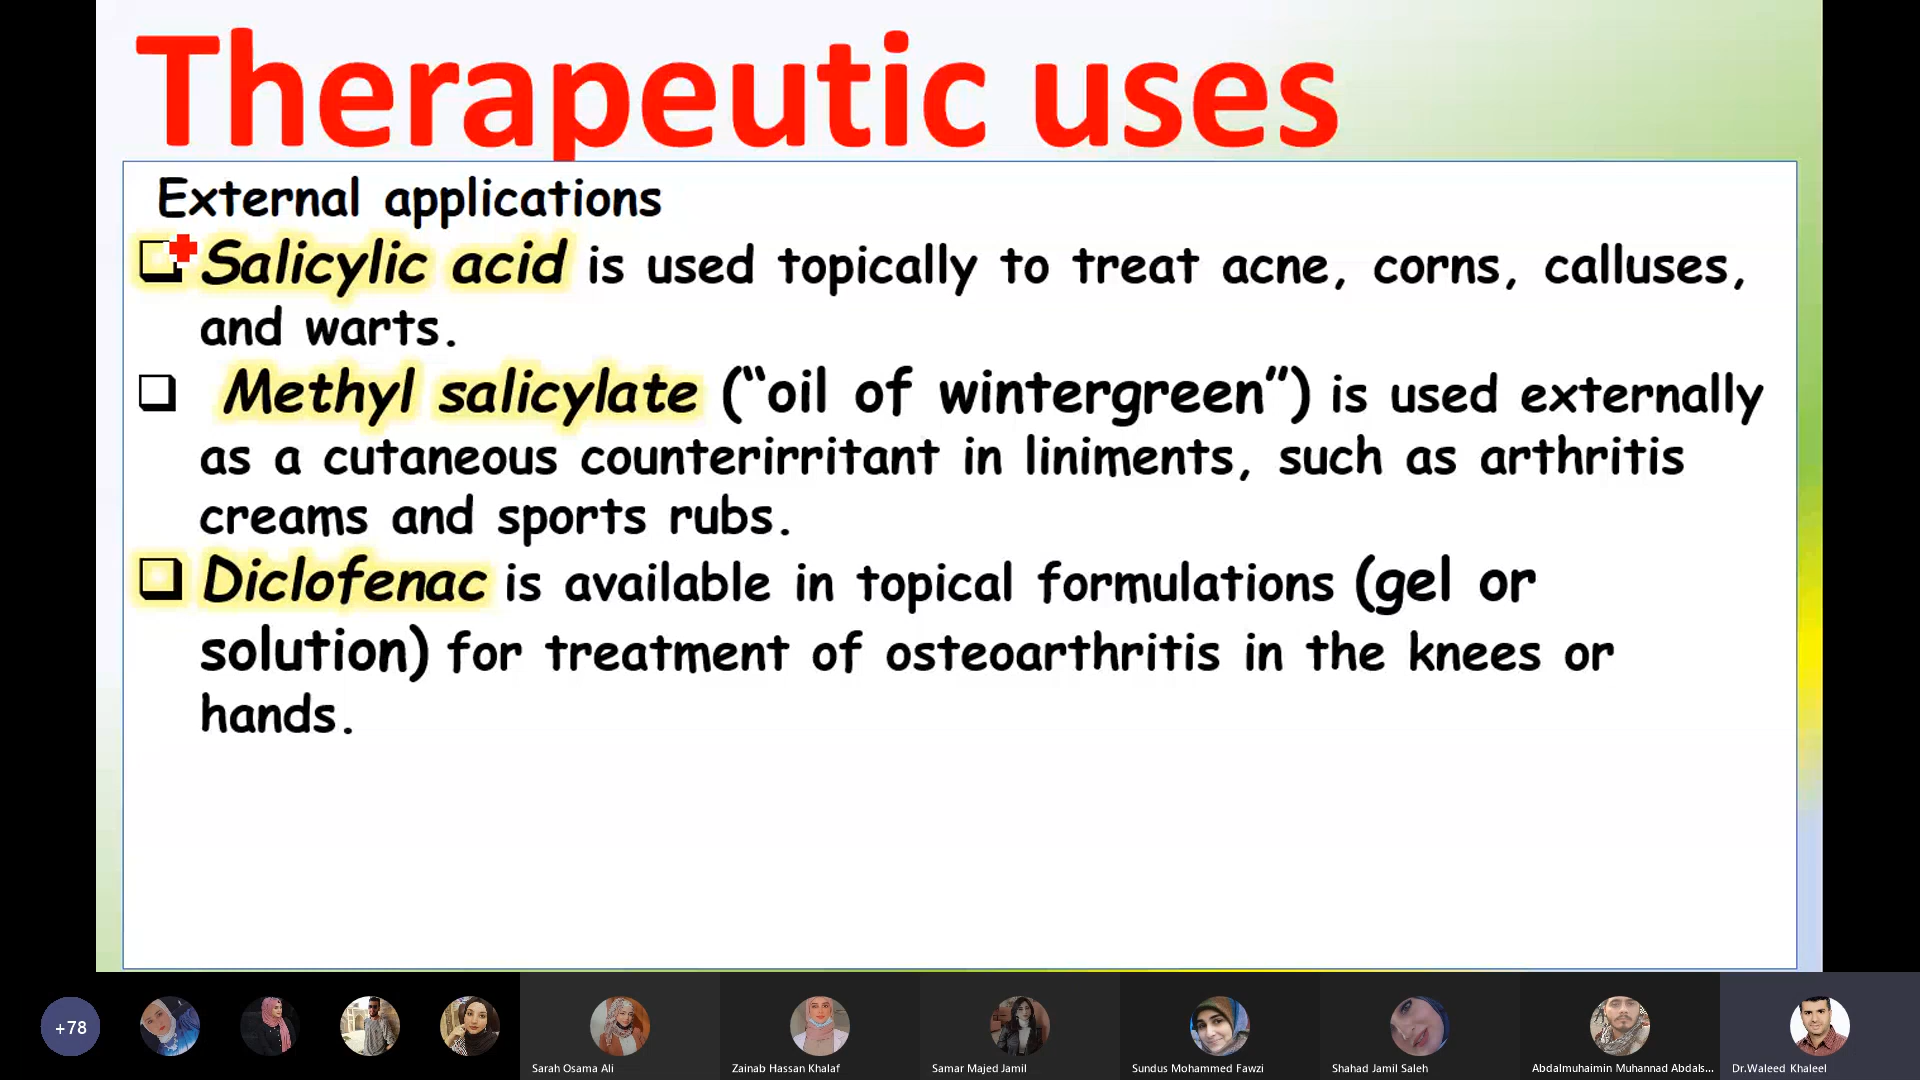 Therapeutic uses
External applications
Salicylic acid is used topically to treat acne, corns, calluses,
and warts.
Methyl salicylate (“oil of wintergreen”) is used externally
as a cutaneous counterirritant in liniments, such as arthritis
creams and sports rubs.
Diclofenac is available in topical formulations (gel or
solution) for treatment of osteoarthritis in the knees or
hands.
+78
Sarah Osama Ali
Zainab Hassan Khalaf
Samar Majed Jamil
Sundus Mohammed Fawzi
Shahad Jamil Saleh
Abdalmuhaimin Muhannad Abdals...
Dr.Waleed Khaleel